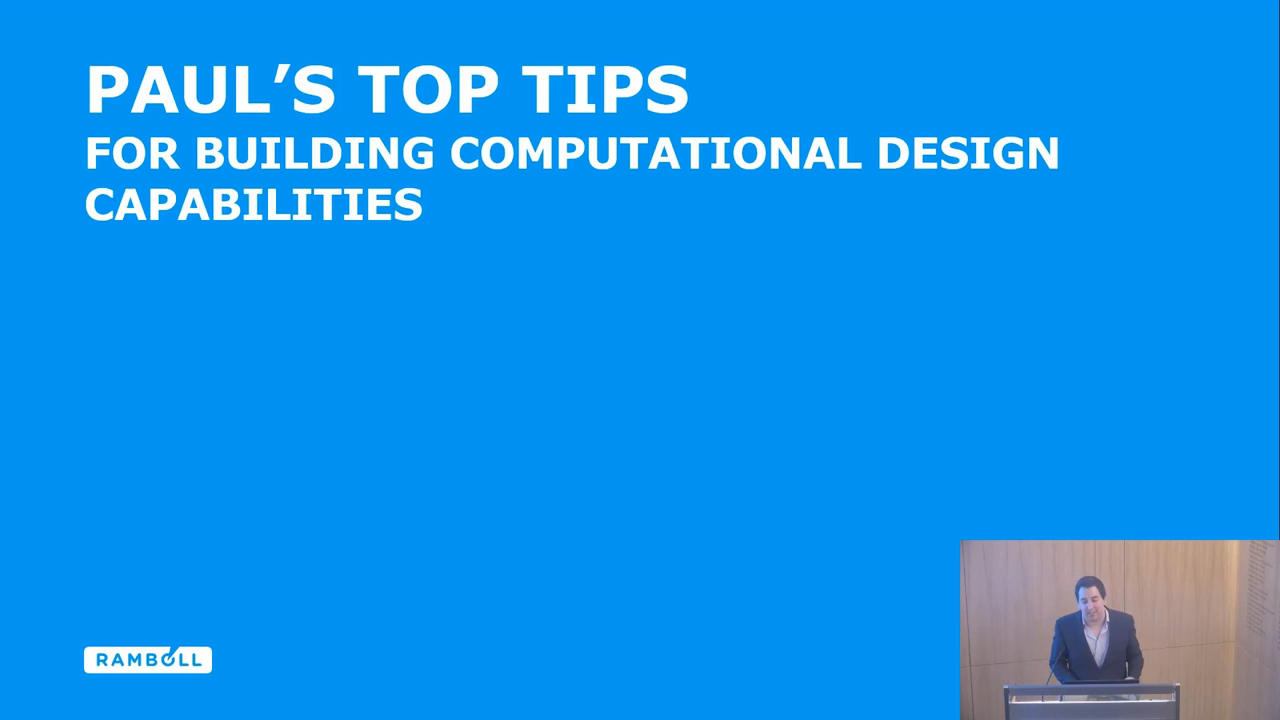 PAUL’S TOP TIPS
FOR BUILDING COMPUTATIONAL DESIGN
CAPABILITIES
RAMBOLL